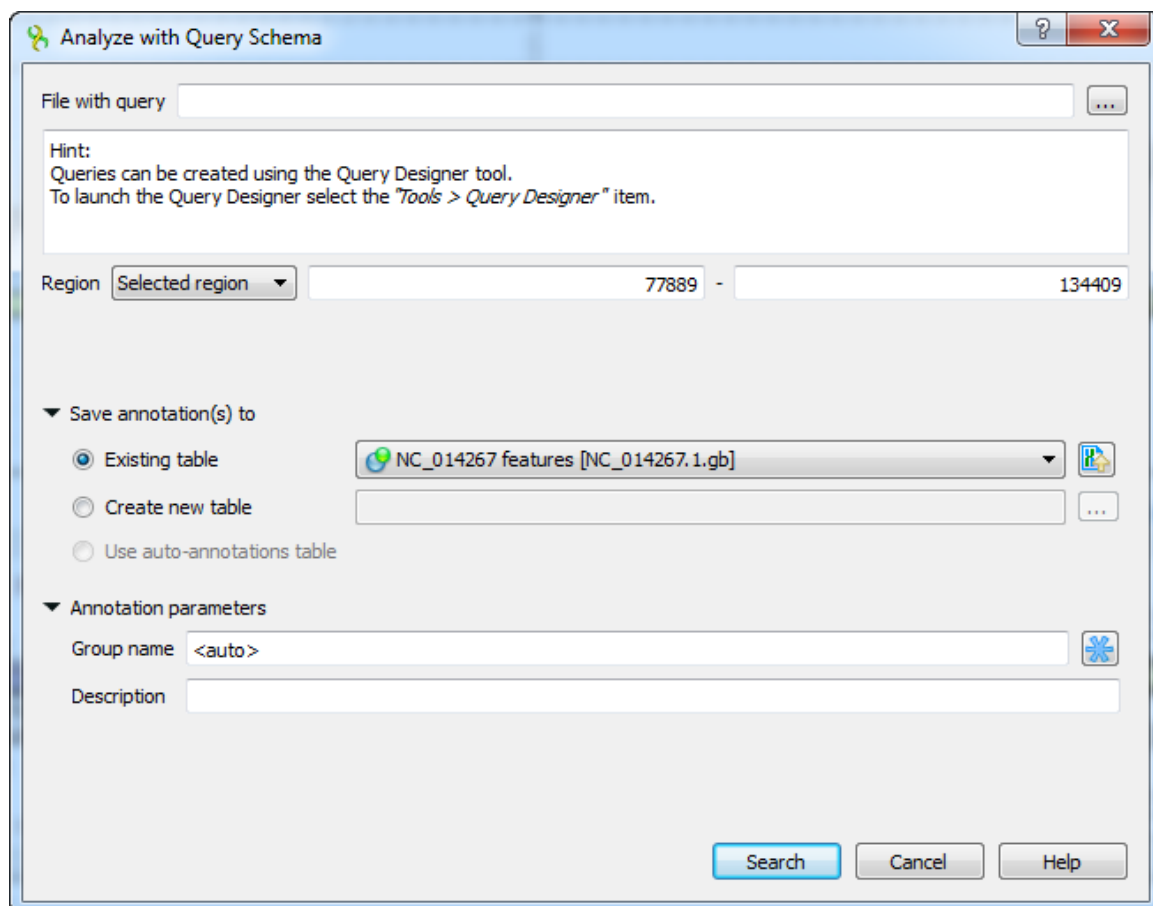 Analyze with Query Schema
File with query
...
Hint:
Queries can be created using the Query Designer tool.
To launch the Query Designer select the "Tools > Query Designer" item.
Region Selected region 77889 - 134409
Save annotation(s) to
Existing table NC_014267 features [NC_014267.1.gb]
Create new table ...
Use auto-annotations table
Annotation parameters
Group name <auto>
Description
Search Cancel Help